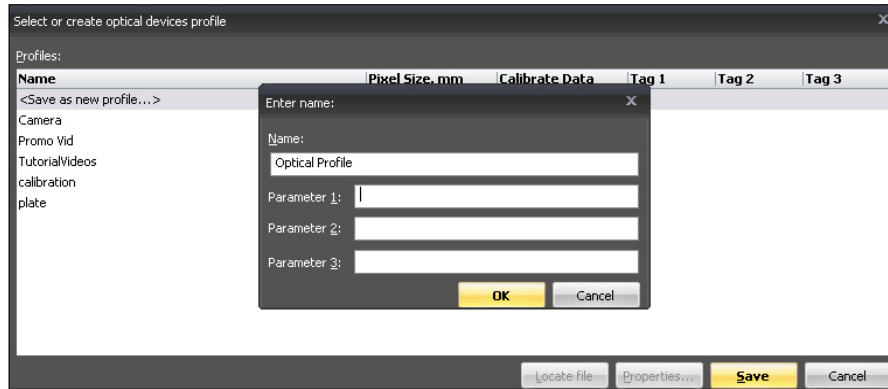 Select or create optical devices profile
x
Profiles:
Name Pixel Size, mm Calibrate Data Tag 1 Tag 2 Tag 3
<Save as new profile...>
Camera
Promo Vid
TutorialVideos
calibration
plate
Enter name:
x
Name:
Optical Profile
Parameter 1:
Parameter 2:
Parameter 3:
OK Cancel
Locate file Properties... Save Cancel